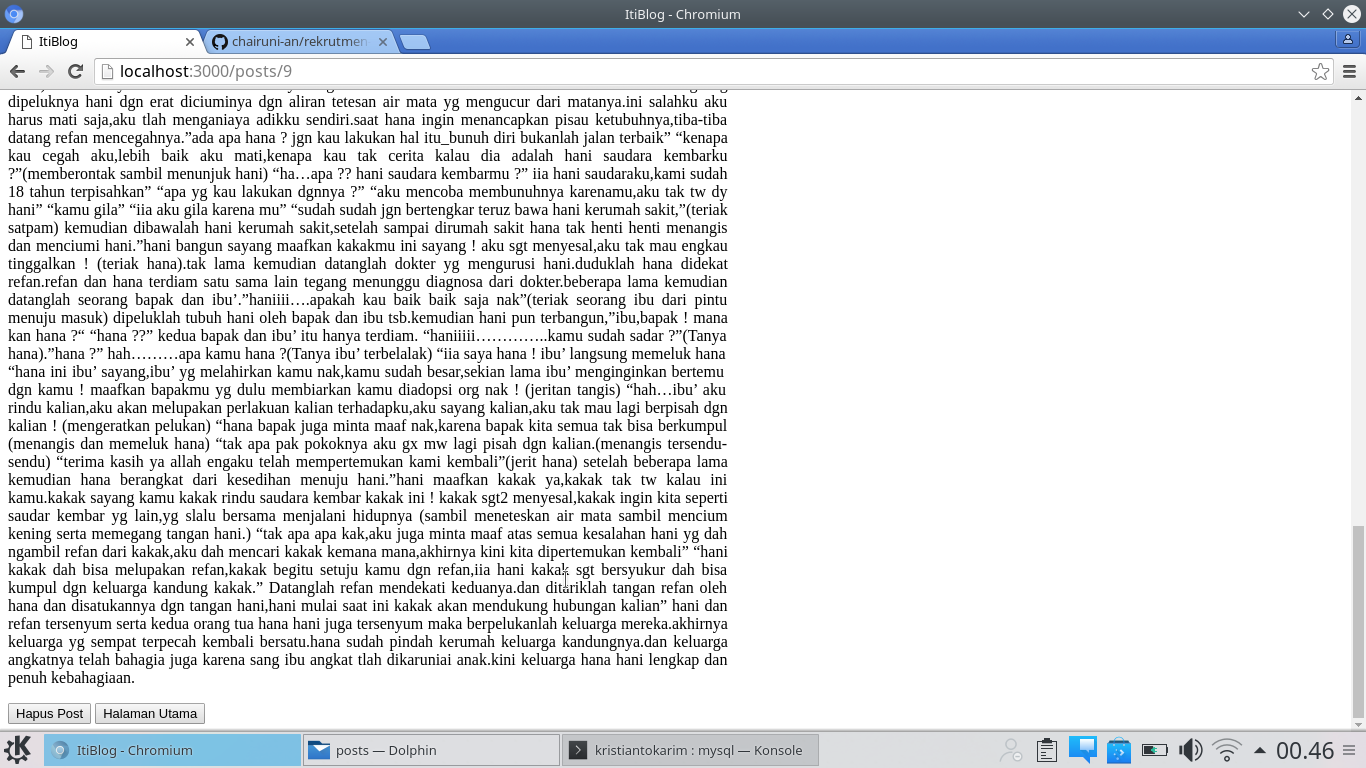 ItiBlog - Chromium
ItiBlog
chairuni-an/rekrutmen
localhost:3000/posts/9
dipeluknya hani dgn erat diciuminya dgn aliran tetesan air mata yg mengucur dari matanya.ini salahku aku
harus mati saja,aku tlah menganiaya adikku sendiri.saat hana ingin menancapkan pisau ketubuhnya,tiba-tiba
datang refan mencegahnya.”ada apa hana ? jgn kau lakukan hal itu_bunuh diri bukanlah jalan terbaik” “kenapa
kau cegah aku,lebih baik aku mati,kenapa kau tak cerita kalau dia adalah hani saudara kembarku
?”(memberontak sambil menunjuk hani) “ha…apa ?? hani saudara kembarmu ?” iia hani saudaraku,kami sudah
18 tahun terpisahkan” “apa yg kau lakukan dgnnya ?” “aku mencoba membunuhnya karenamu,aku tak tw dy
hani” “kamu gila” “iia aku gila karena mu” “sudah sudah jgn bertengkar teruz bawa hani kerumah sakit,”(teriak
satpam) kemudian dibawalah hani kerumah sakit,setelah sampai dirumah sakit hana tak henti henti menangis
dan menciumi hani.”hani bangun sayang maafkan kakakmu ini sayang ! aku sgt menyesal,aku tak mau engkau
tinggalkan ! (teriak hana).tak lama kemudian datanglah dokter yg mengurusi hani.duduklah hana didekat
refan.refan dan hana terdiam satu sama lain tegang menunggu diagnosa dari dokter.beberapa lama kemudian
datanglah seorang bapak dan ibu’.”haniiii….apakah kau baik baik saja nak”(teriak seorang ibu dari pintu
menuju masuk) dipeluklah tubuh hani oleh bapak dan ibu tsb.kemudian hani pun terbangun,”ibu,bapak ! mana
kan hana ?“ “hana ??” kedua bapak dan ibu’ itu hanya terdiam. “haniiiii…………..kamu sudah sadar ?”(Tanya
hana).”hana ?” hah………apa kamu hana ?(Tanya ibu’ terbelalak) “iia saya hana ! ibu’ langsung memeluk hana
“hana ini ibu’ sayang,ibu’ yg melahirkan kamu nak,kamu sudah besar,sekian lama ibu’ menginginkan bertemu
dgn kamu ! maafkan bapakmu yg dulu membiarkan kamu diadopsi org nak ! (jeritan tangis) “hah…ibu’ aku
rindu kalian,aku akan melupakan perlakuan kalian terhadapku,aku sayang kalian,aku tak mau lagi berpisah dgn
kalian ! (mengeratkan pelukan) “hana bapak juga minta maaf nak,karena bapak kita semua tak bisa berkumpul
(menangis dan memeluk hana) “tak apa pak pokoknya aku gx mw lagi pisah dgn kalian.(menangis tersendu-
sendu) “terima kasih ya allah engaku telah mempertemukan kami kembali”(jerit hana) setelah beberapa lama
kemudian hana berangkat dari kesedihan menuju hani.”hani maafkan kakak ya,kakak tak tw kalau ini
kamu.kakak sayang kamu kakak rindu saudara kembar kakak ini ! kakak sgt2 menyesal,kakak ingin kita seperti
saudar kembar yg lain,yg slalu bersama menjalani hidupnya (sambil meneteskan air mata sambil mencium
kening serta memegang tangan hani.) “tak apa apa kak,aku juga minta maaf atas semua kesalahan hani yg dah
ngambil refan dari kakak,aku dah mencari kakak kemana mana,akhirnya kini kita dipertemukan kembali” “hani
kakak dah bisa melupakan refan,kakak begitu setuju kamu dgn refan,iia hani kakak sgt bersyukur dah bisa
kumpul dgn keluarga kandung kakak.” Datanglah refan mendekati keduanya.dan ditariklah tangan refan oleh
hana dan disatukannya dgn tangan hani,hani mulai saat ini kakak akan mendukung hubungan kalian” hani dan
refan tersenyum serta kedua orang tua hana hani juga tersenyum maka berpelukanlah keluarga mereka.akhirnya
keluarga yg sempat terpecah kembali bersatu.hana sudah pindah kerumah keluarga kandungnya.dan keluarga
angkatnya telah bahagia juga karena sang ibu angkat tlah dikaruniai anak.kini keluarga hana hani lengkap dan
penuh kebahagiaan.
Hapus Post
Halaman Utama
ItiBlog - Chromium
posts — Dolphin
kristiantokarim : mysql — Konsole
00.46